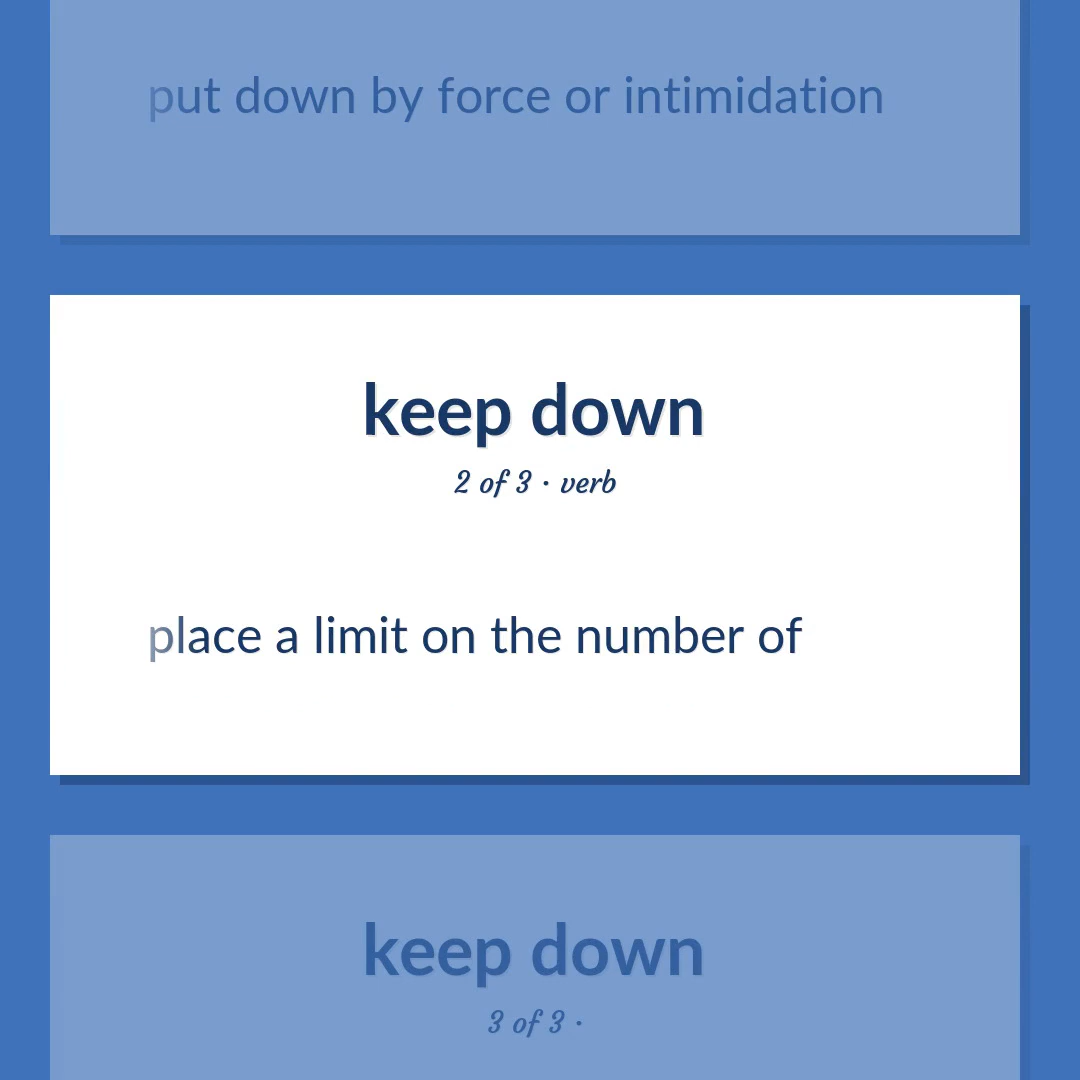 put down by force or intimidation
keep down
2 of 3 · verb
place a limit on the number of
keep down
3 of 3 ·